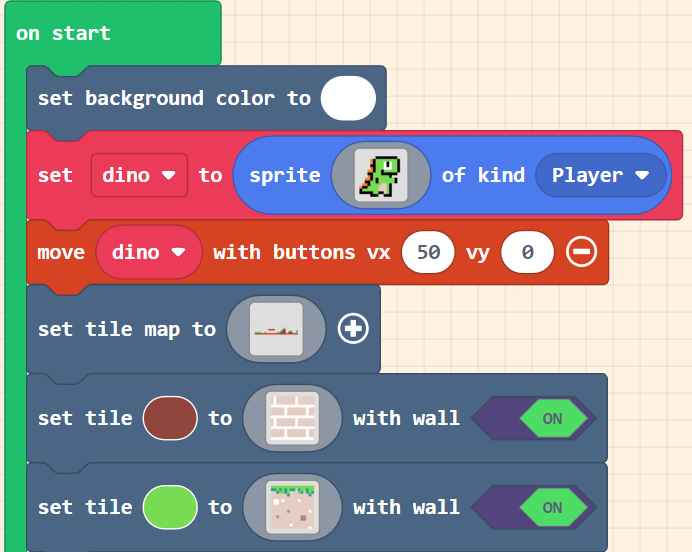 on start
set background color to
set dino to sprite of kind Player
move dino with buttons vx 50 vy 0
set tile map to
set tile to with wall ON
set tile to with wall ON